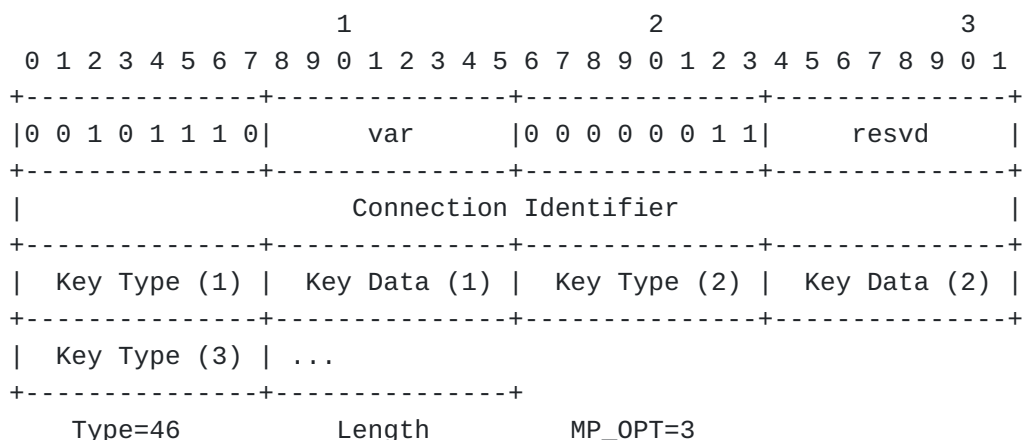 1                   2                   3
 0 1 2 3 4 5 6 7 8 9 0 1 2 3 4 5 6 7 8 9 0 1 2 3 4 5 6 7 8 9 0 1
+---------------+---------------+---------------+---------------+
|0 0 1 0 1 1 1 0|      var      |0 0 0 0 0 0 1 1|     resvd     |
+---------------+---------------+---------------+---------------+
|                     Connection Identifier                     |
+---------------+---------------+---------------+---------------+
|  Key Type (1) |  Key Data (1) |  Key Type (2) |  Key Data (2) |
+---------------+---------------+---------------+---------------+
|  Key Type (3) | ...
+---------------+---------------+
    Type=46          Length         MP_OPT=3